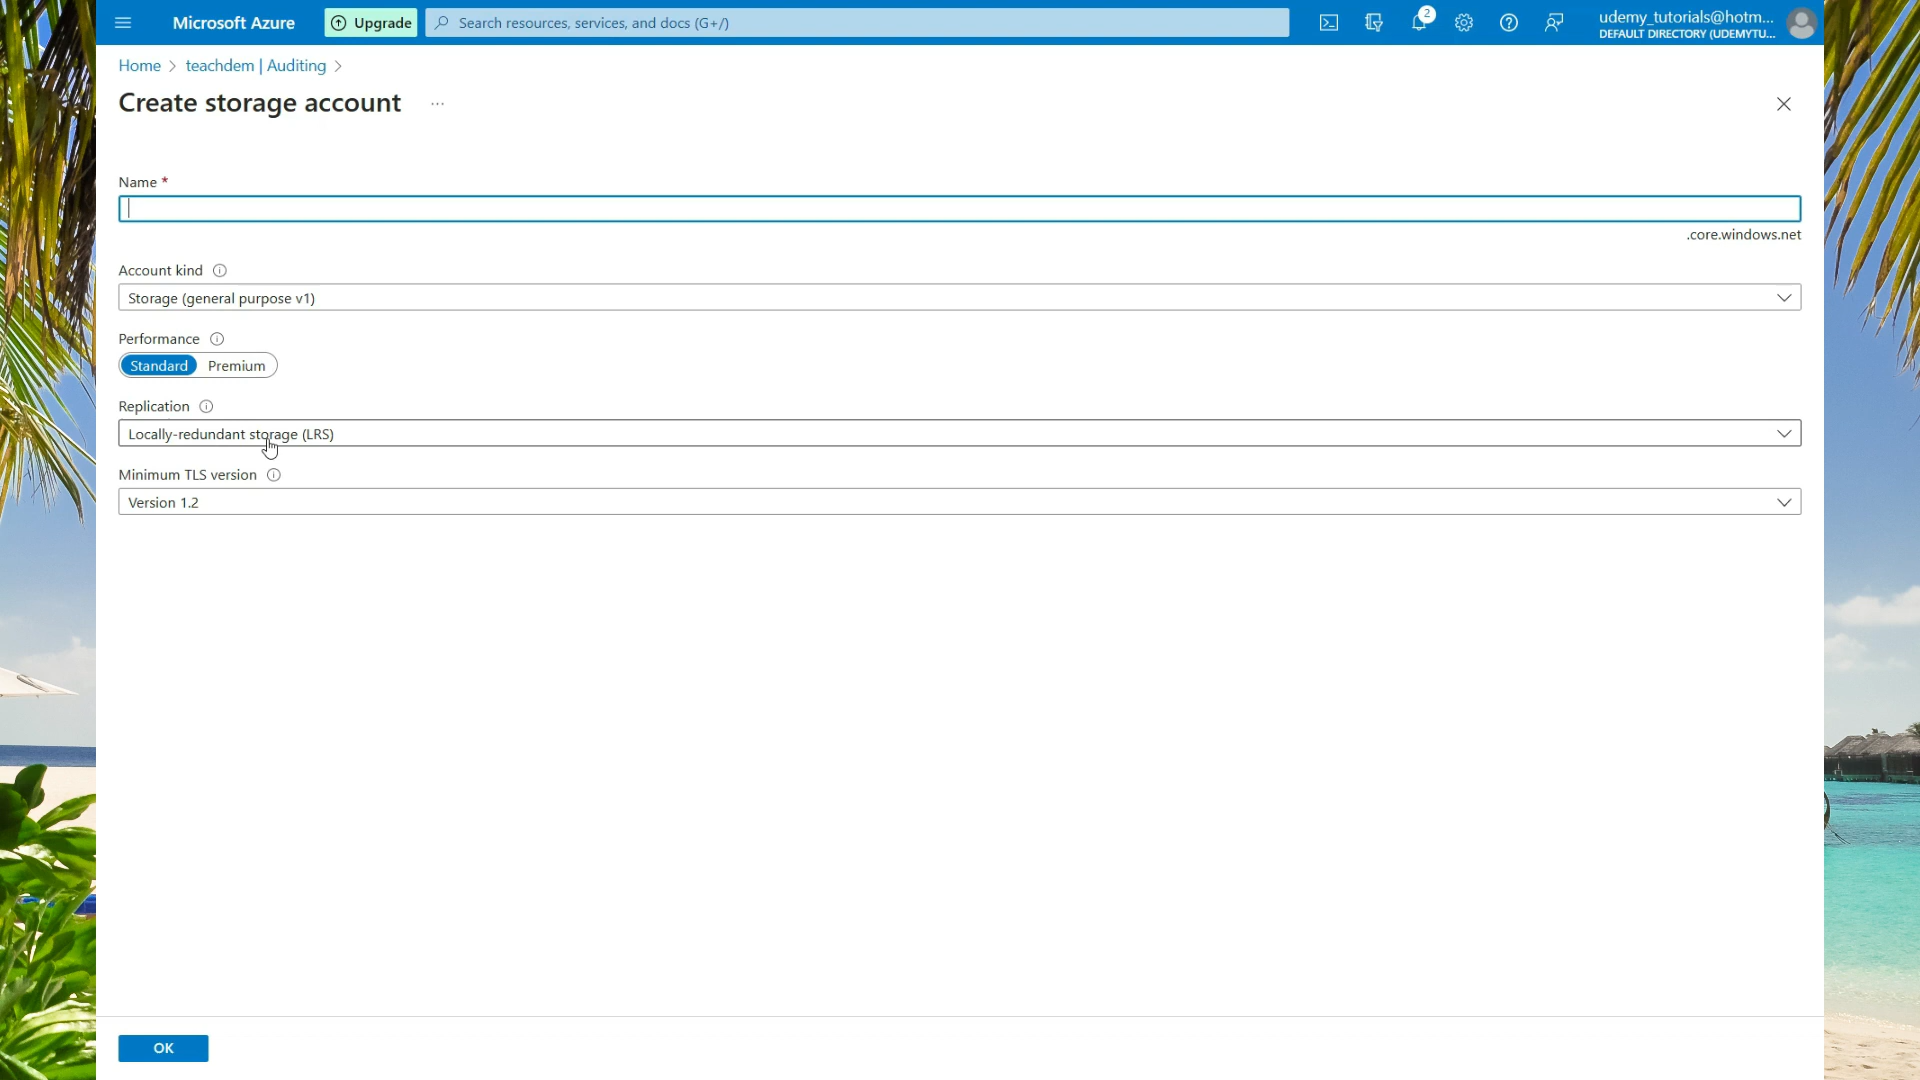 Microsoft Azure
Upgrade
Search resources, services, and docs (G+/)
2
udemy_tutorials@hotm...
DEFAULT DIRECTORY (UDEMYTU...
Home > teachdem | Auditing >
Create storage account ...
Name *
.core.windows.net
Account kind
Storage (general purpose v1)
Performance
Standard Premium
Replication
Locally-redundant storage (LRS)
Minimum TLS version
Version 1.2
OK